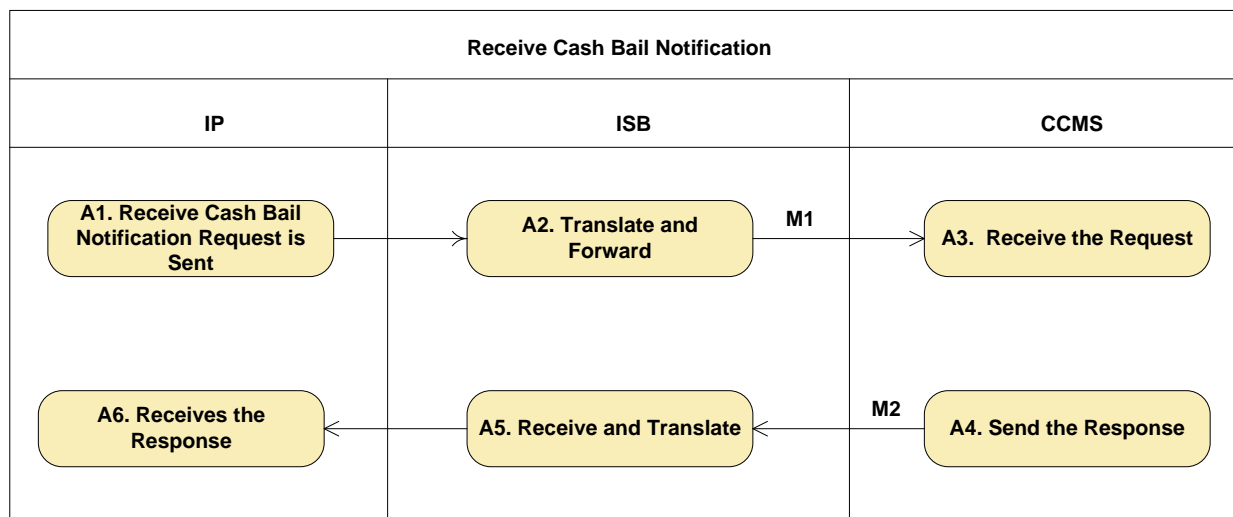 Receive Cash Bail Notification
IP
ISB
CCMS
A1. Receive Cash Bail
Notification Request is
Sent
A2. Translate and
Forward
M1
A3. Receive the Request
A6. Receives the
Response
A5. Receive and Translate
M2
A4. Send the Response